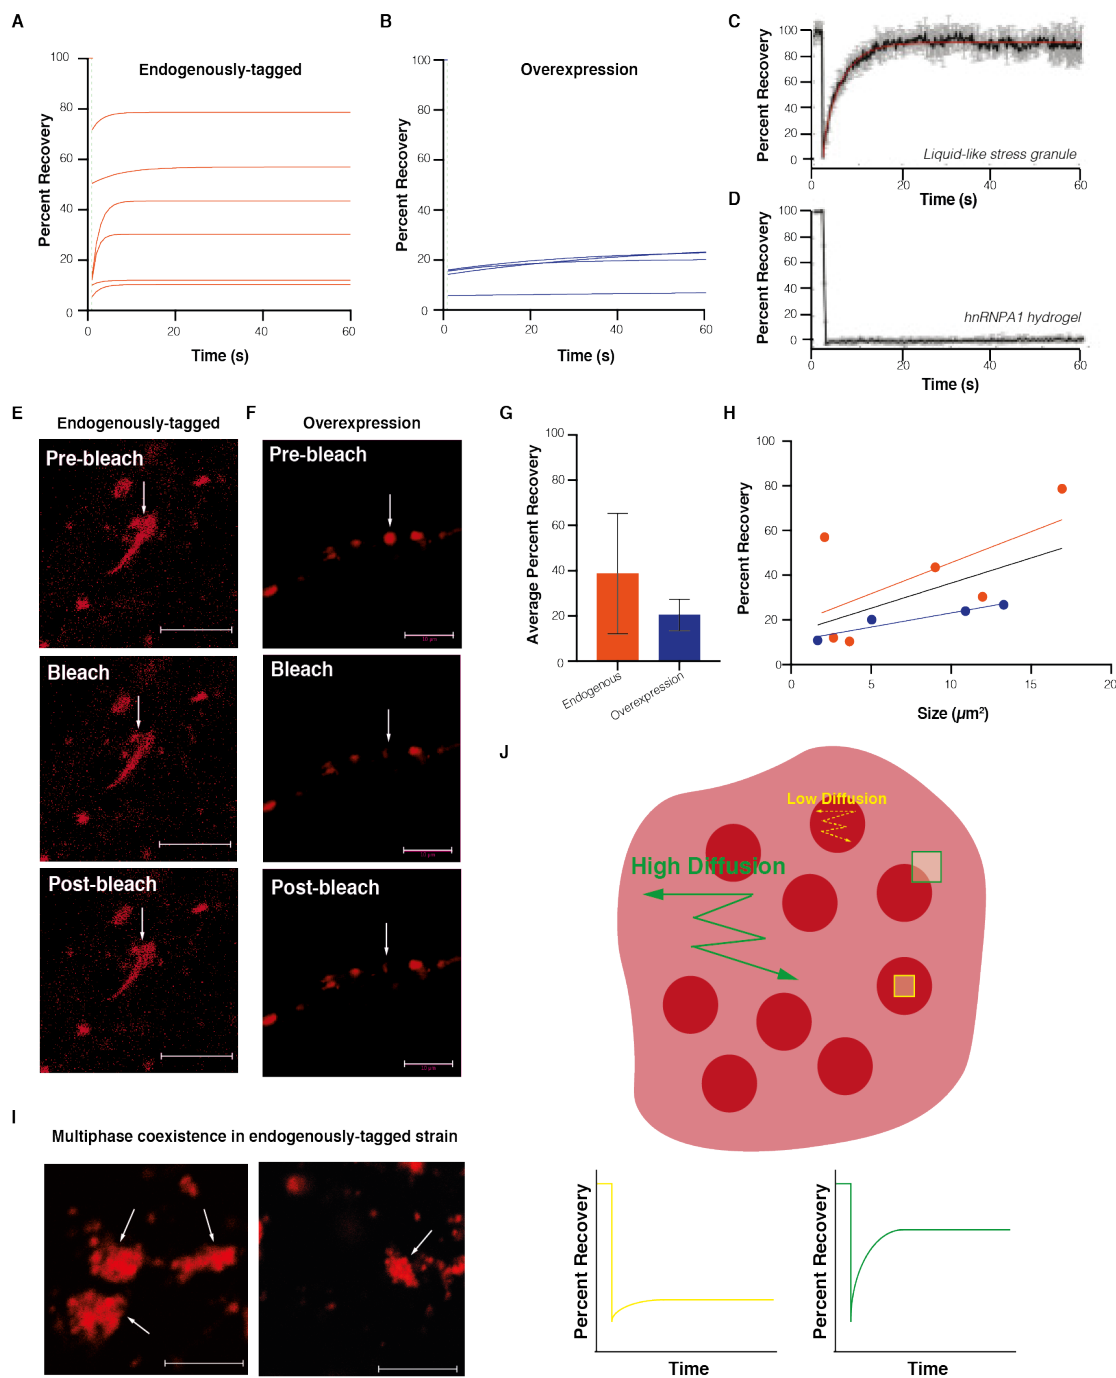 A
Endogenously-tagged
100
80
60
40
20
0
Percent Recovery
0 20 40 60
Time (s)
B
Overexpression
100
80
60
40
20
0
Percent Recovery
0 20 40 60
Time (s)
C
100
80
60
40
20
0
Percent Recovery
Liquid-like stress granule
0 20 40 60
Time (s)
D
100
80
60
40
20
0
Percent Recovery
hnRNPA1 hydrogel
0 20 40 60
Time (s)
E
Endogenously-tagged
Pre-bleach
Bleach
Post-bleach
F
Overexpression
Pre-bleach
10 µm
Bleach
10 µm
Post-bleach
10 µm
G
100
80
60
40
20
0
Average Percent Recovery
Endogenous
Overexpression
H
100
80
60
40
20
0
Percent Recovery
0 5 10 15 20
Size (µm²)
I
Multiphase coexistence in endogenously-tagged strain
J
Low Diffusion
High Diffusion
Percent Recovery
Time
Percent Recovery
Time